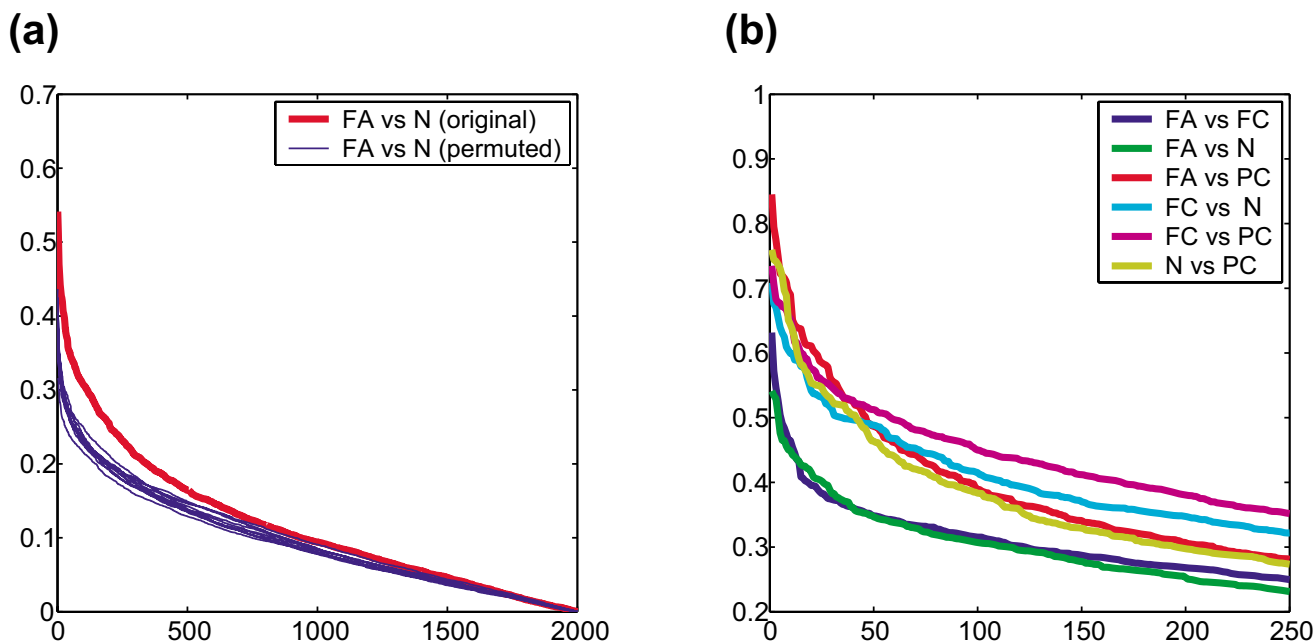 (a)
(b)
0.7
0.6
0.5
0.4
0.3
0.2
0.1
0
0
500
1000
1500
2000
FA vs N (original)
FA vs N (permuted)
1
0.9
0.8
0.7
0.6
0.5
0.4
0.3
0.2
0
50
100
150
200
250
FA vs FC
FA vs N
FA vs PC
FC vs N
FC vs PC
N vs PC